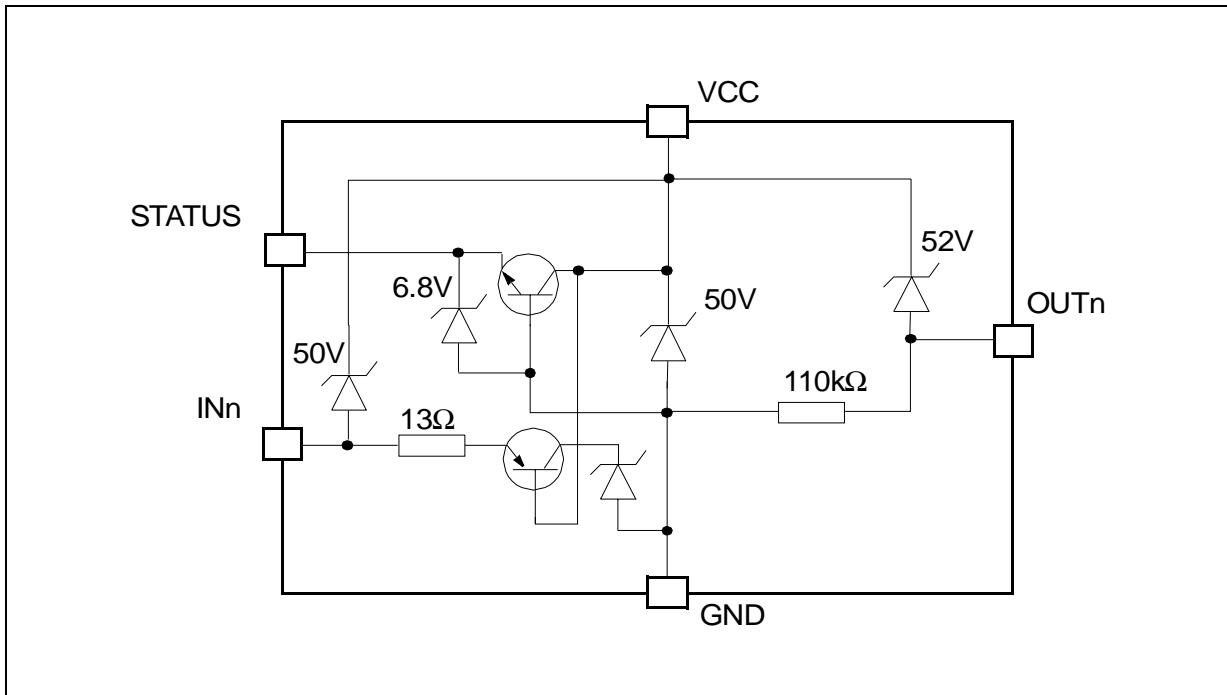 VCC
STATUS
52V
6.8V
50V
OUTn
50V
110kΩ
INn
13Ω
GND